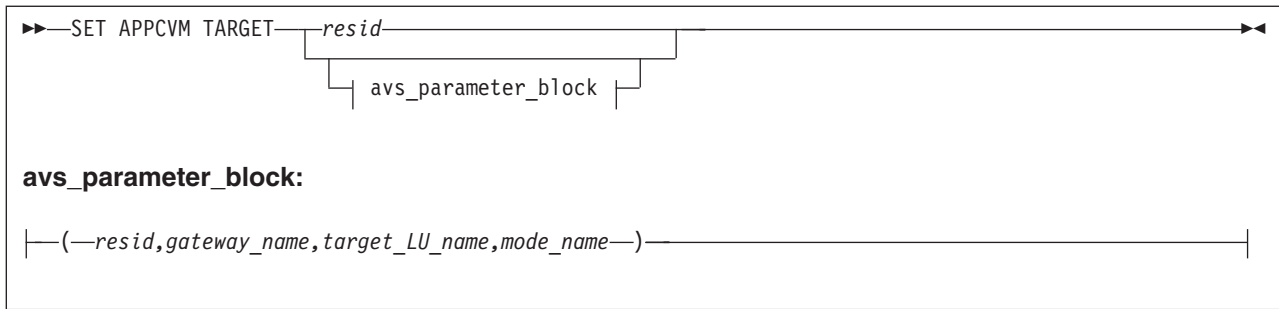 ►►—SET APPCVM TARGET—resid—►◄
avs_parameter_block
avs_parameter_block:
(—resid,gateway_name,target_LU_name,mode_name—)